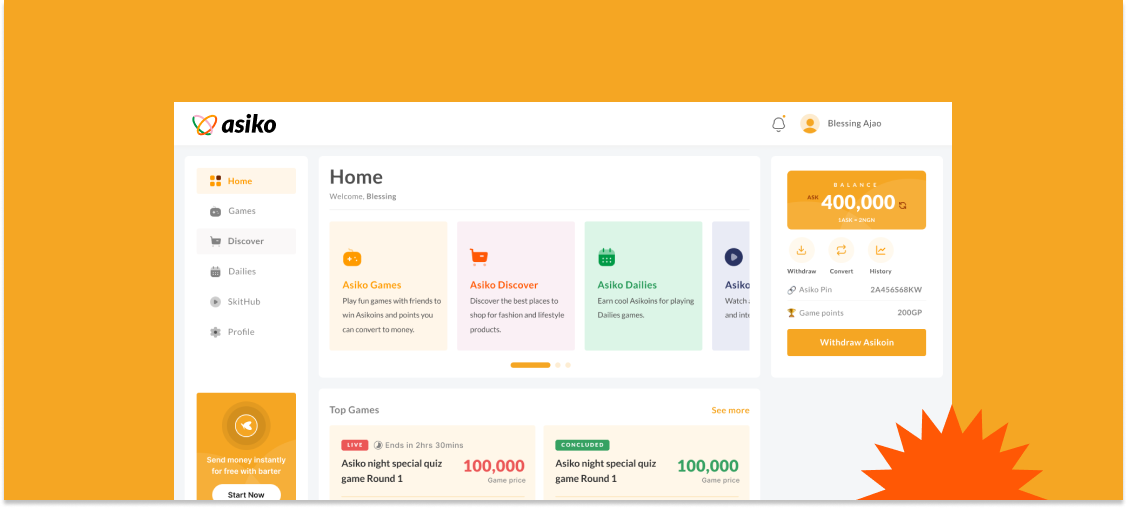 asiko
Blessing Ajao
Home
Games
Discover
Dailies
SkitHub
Profile
Send money instantly
for free with barter
Start Now
Home
Welcome, Blessing
Asiko Games
Play fun games with friends to
win Asikoins and points you
can convert to money.
Asiko Discover
Discover the best places to
shop for fashion and lifestyle
products.
Asiko Dailies
Earn cool Asikoins for playing
Dailies games.
Asiko
Watch
and inte
Top Games
See more
LIVE
Ends in 2hrs 30mins
Asiko night special quiz
game Round 1
100,000
Game price
CONCLUDED
Asiko night special quiz
game Round 1
100,000
Game price
BALANCE
ASK 400,000
1ASK = 2NGN
Withdraw
Convert
History
Asiko Pin 2A456S68KW
Game points 200GP
Withdraw Asikoin